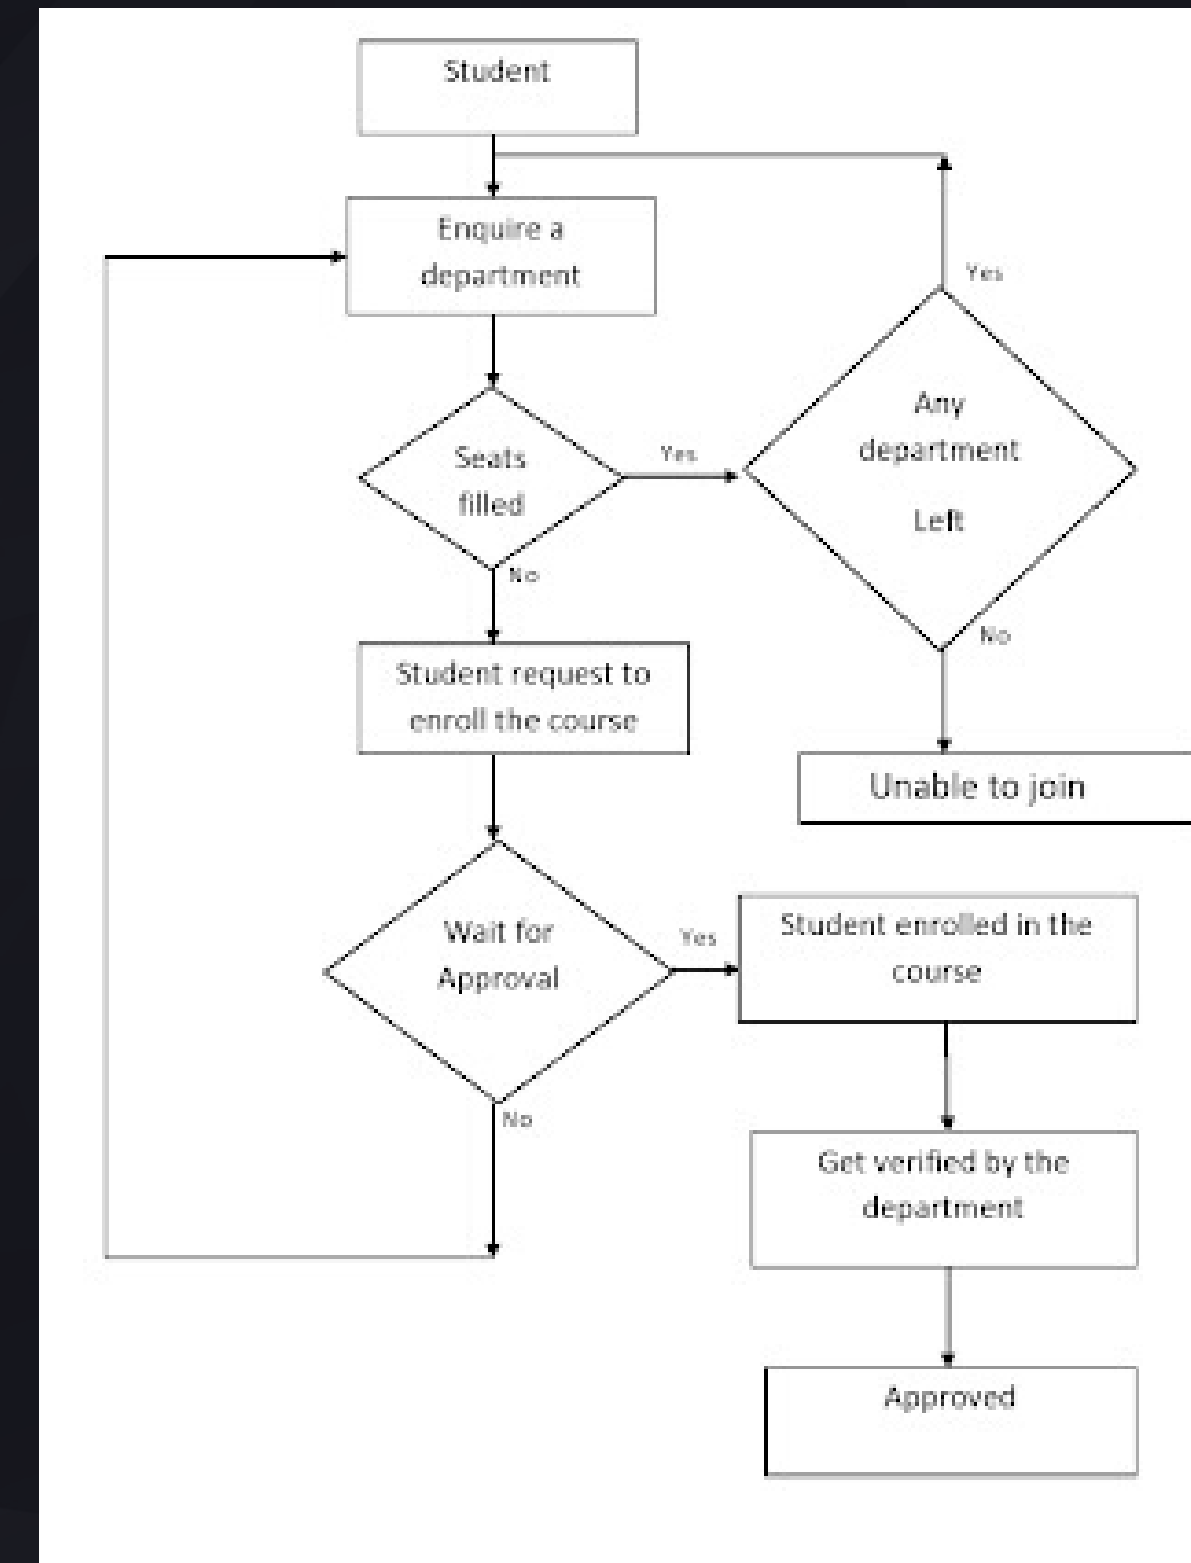 Student
Enquire a
department
Yes
Any
department
Left
Seats
filled
Yes
No
No
Student request to
enroll the course
Unable to join
Wait for
Approval
Yes
Student enrolled in the
course
No
Get verified by the
department
Approved